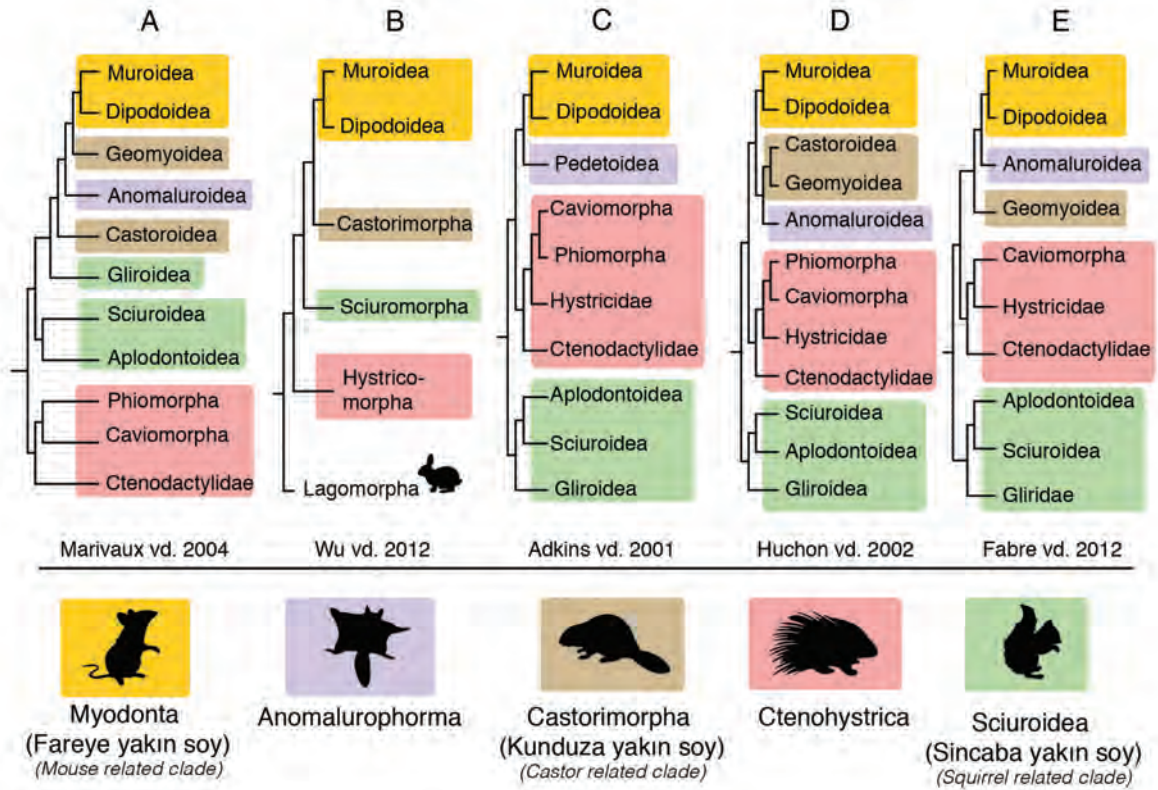 A
Muroidea
Dipodoidea
Geomyoidea
Anomaluroidea
Castoroidea
Gliroidea
Sciuroidea
Aplodontoidea
Phiomorpha
Caviomorpha
Ctenodactylidae
Marivaux vd. 2004
B
Muroidea
Dipodoidea
Castorimorpha
Sciuromorpha
Hystrico-
morpha
Lagomorpha
Wu vd. 2012
C
Muroidea
Dipodoidea
Pedetoidea
Caviomorpha
Phiomorpha
Hystricidae
Ctenodactylidae
Aplodontoidea
Sciuroidea
Gliroidea
Adkins vd. 2001
D
Muroidea
Dipodoidea
Castoroidea
Geomyoidea
Anomaluroidea
Phiomorpha
Caviomorpha
Hystricidae
Ctenodactylidae
Sciuroidea
Aplodontoidea
Gliroidea
Huchon vd. 2002
E
Muroidea
Dipodoidea
Anomaluroidea
Geomyoidea
Caviomorpha
Hystricidae
Ctenodactylidae
Aplodontoidea
Sciuroidea
Gliridae
Fabre vd. 2012
Myodonta
(Fareye yakın soy)
(Mouse related clade)
Anomalurophorma
Castorimorpha
(Kunduza yakın soy)
(Castor related clade)
Ctenohystrica
Sciuroidea
(Sincaba yakın soy)
(Squirrel related clade)